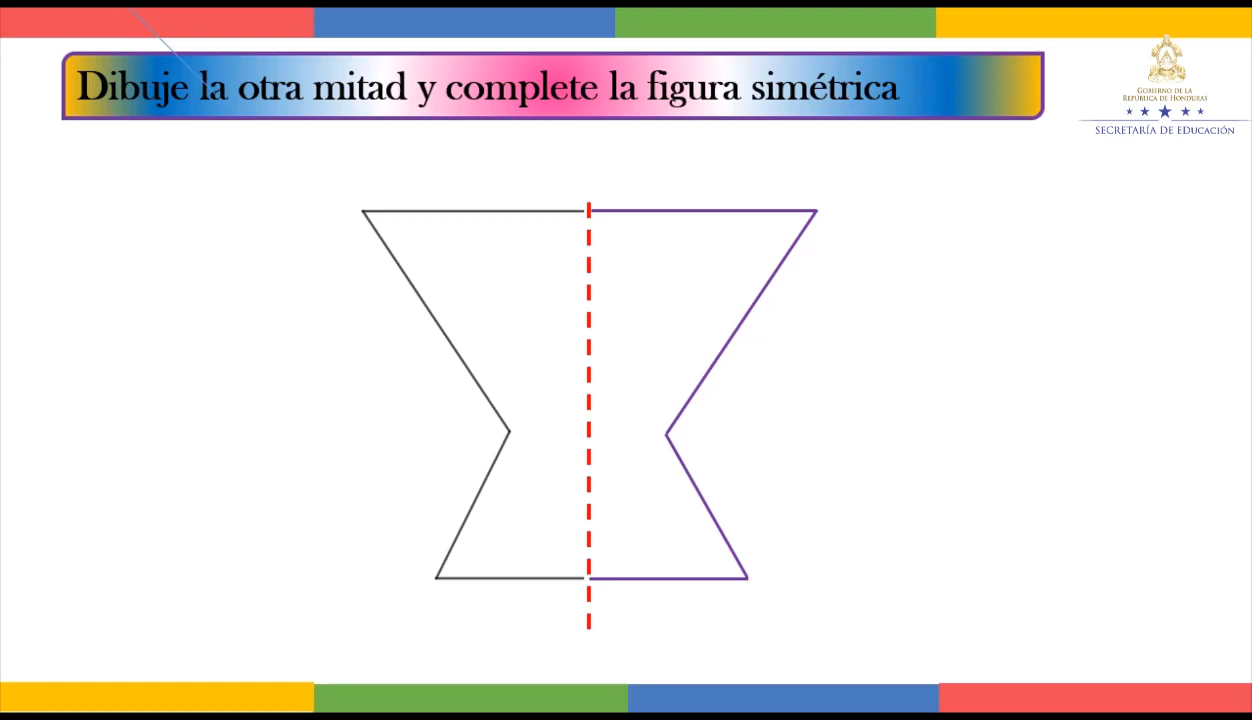 Dibuje la otra mitad y complete la figura simétrica
GOBIERNO DE LA
REPÚBLICA DE HONDURAS
SECRETARÍA DE EDUCACIÓN